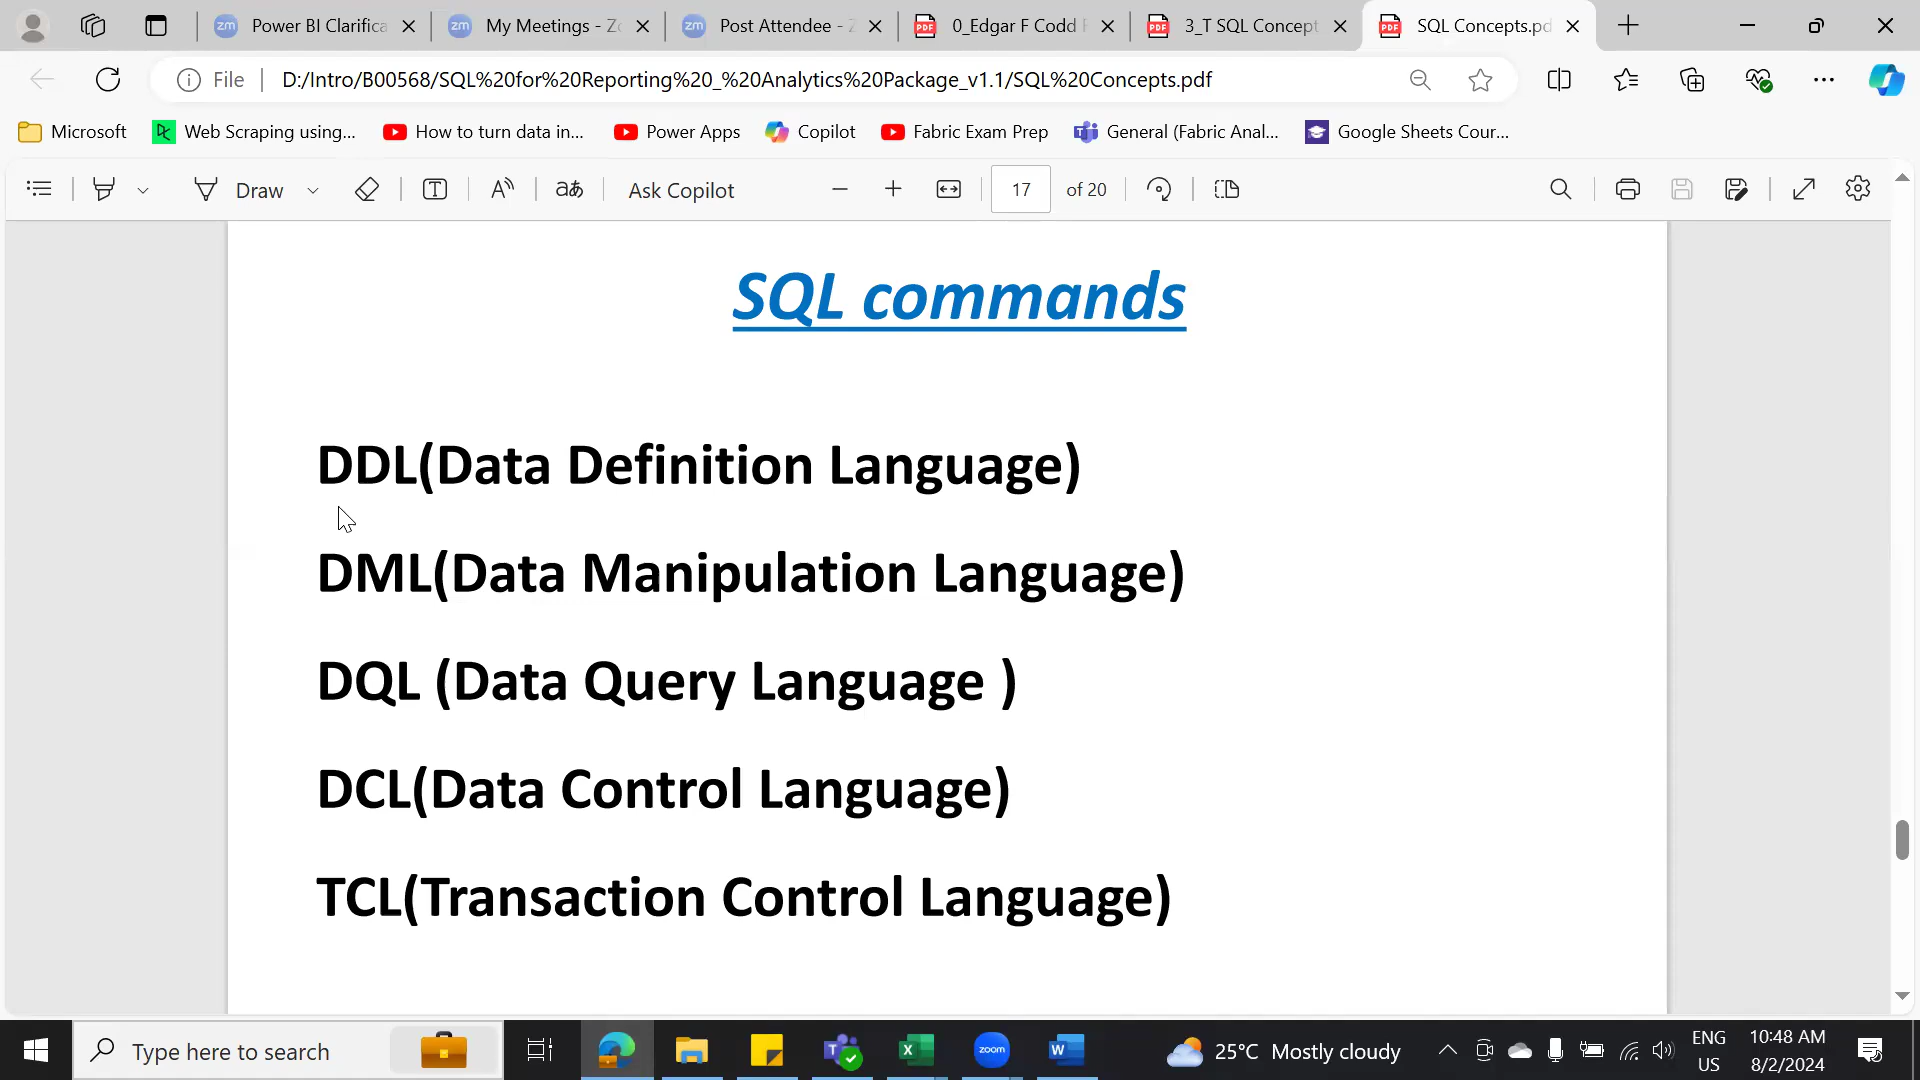 Power BI Clarifica
My Meetings - Zo
Post Attendee - Z
0_Edgar F Codd R
3_T SQL Concept
SQL Concepts.pd
File
D:/Intro/B00568/SQL%20for%20Reporting%20_%20Analytics%20Package_v1.1/SQL%20Concepts.pdf
Microsoft
Web Scraping using...
How to turn data in...
Power Apps
Copilot
Fabric Exam Prep
General (Fabric Anal...
Google Sheets Cour...
Draw
Ask Copilot
17
of 20
SQL commands
DDL(Data Definition Language)
DML(Data Manipulation Language)
DQL (Data Query Language )
DCL(Data Control Language)
TCL(Transaction Control Language)
Type here to search
zoom
25°C Mostly cloudy
ENG
US
10:48 AM
8/2/2024